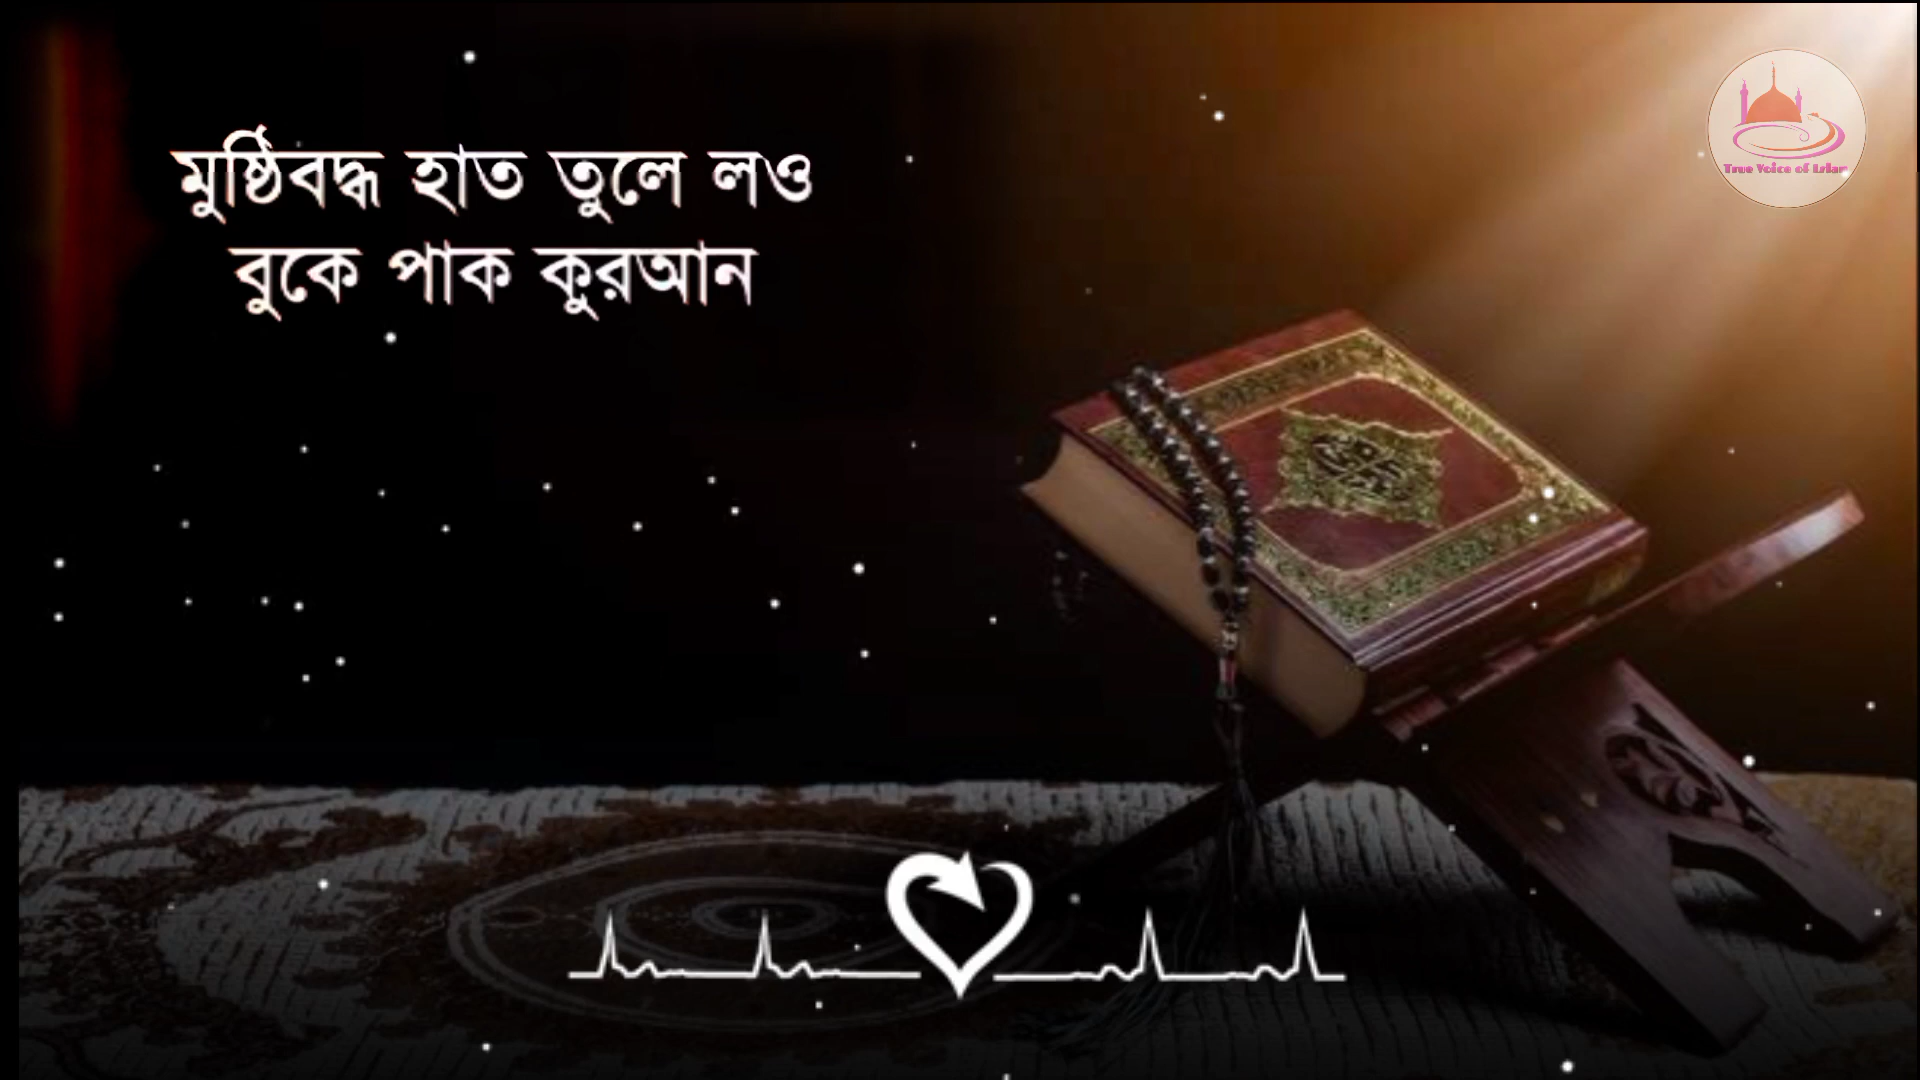 মুষ্ঠিবদ্ধ হাত তুলে লও
বুকে পাক কুরআন
True Voice of Islam